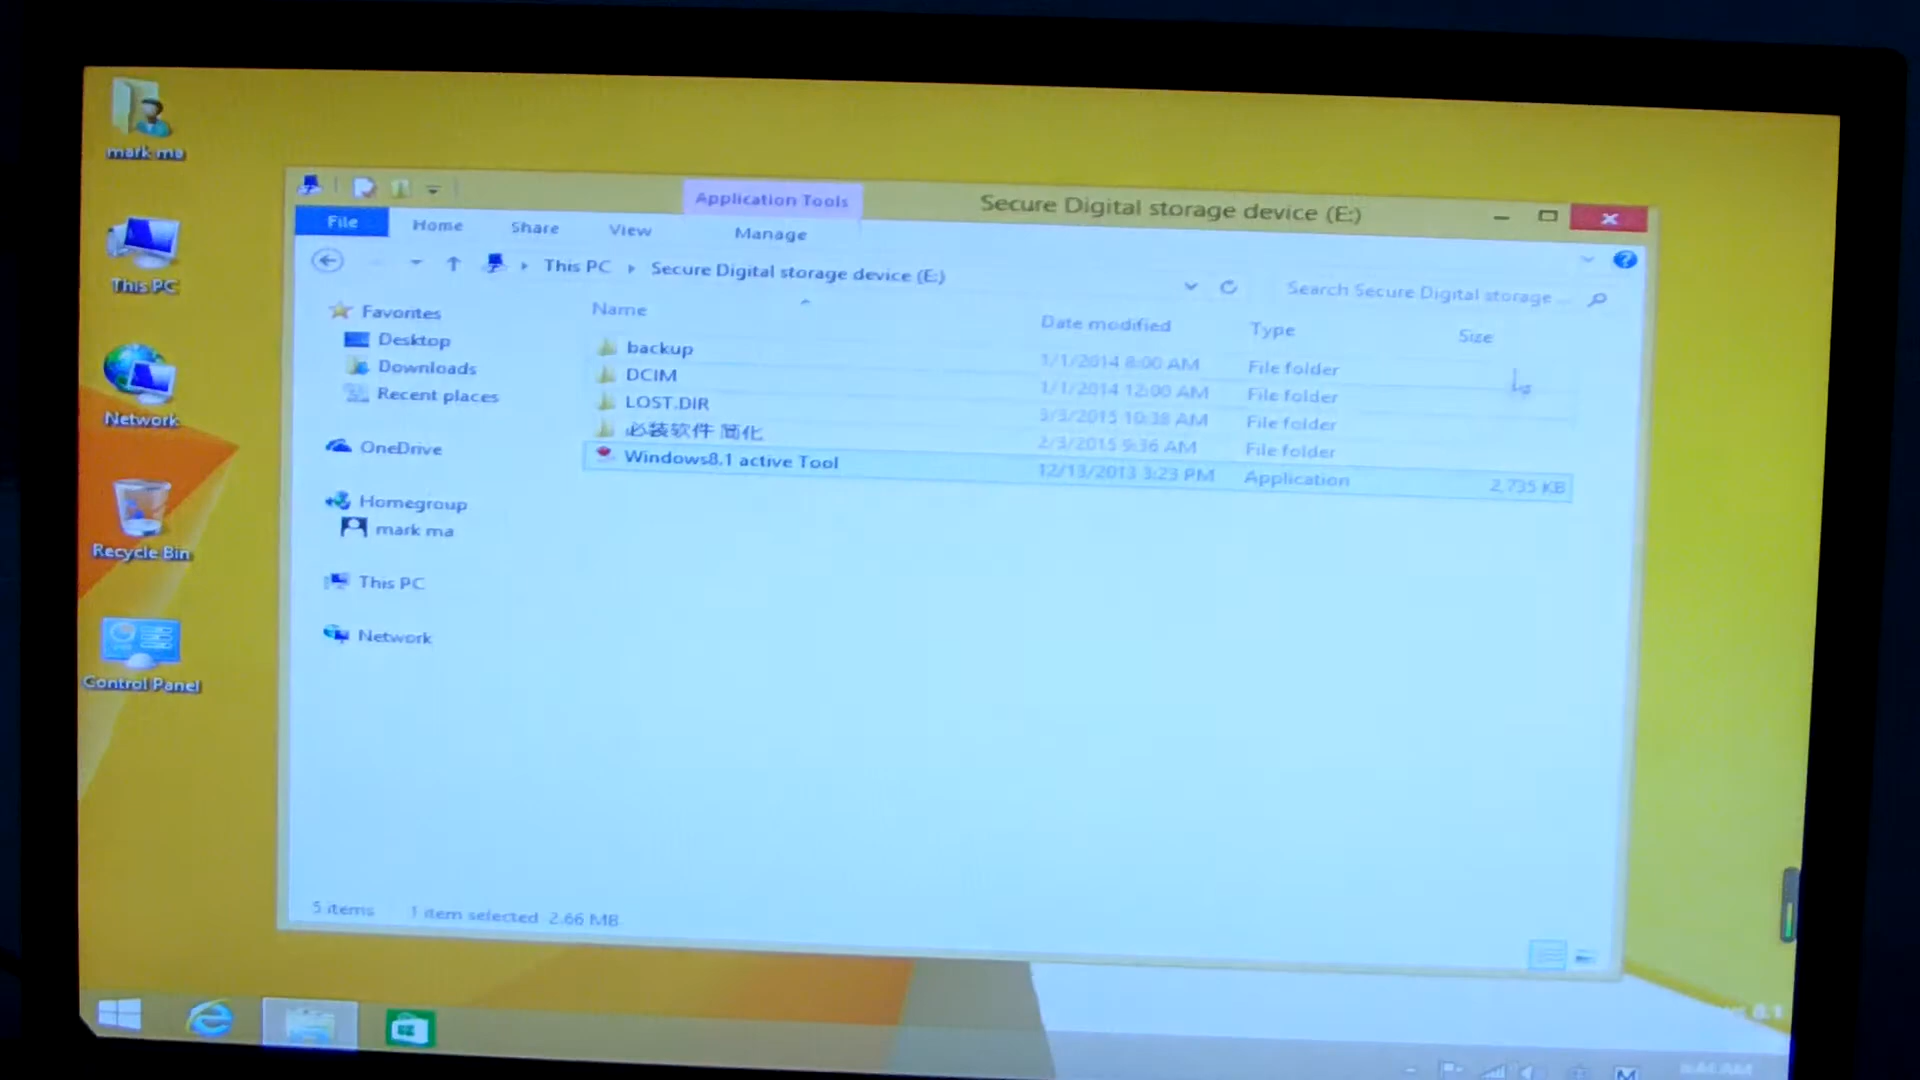 mark ma
This PC
Network
Recycle Bin
Control Panel
Application Tools
Secure Digital storage device (E:)
File
Home
Share
View
Manage
This PC
Secure Digital storage device (E:)
Search Secure Digital storage ...
Name
Date modified
Type
Size
backup
1/1/2014 8:00 AM
File folder
DCIM
1/1/2014 12:00 AM
File folder
LOST.DIR
3/3/2015 10:38 AM
File folder
必装软件 简化
2/3/2015 9:36 AM
File folder
Windows8.1 active Tool
12/13/2013 3:23 PM
Application
2,735 KB
Favorites
Desktop
Downloads
Recent places
OneDrive
Homegroup
mark ma
This PC
Network
5 items
1 item selected 2.66 MB
8.1